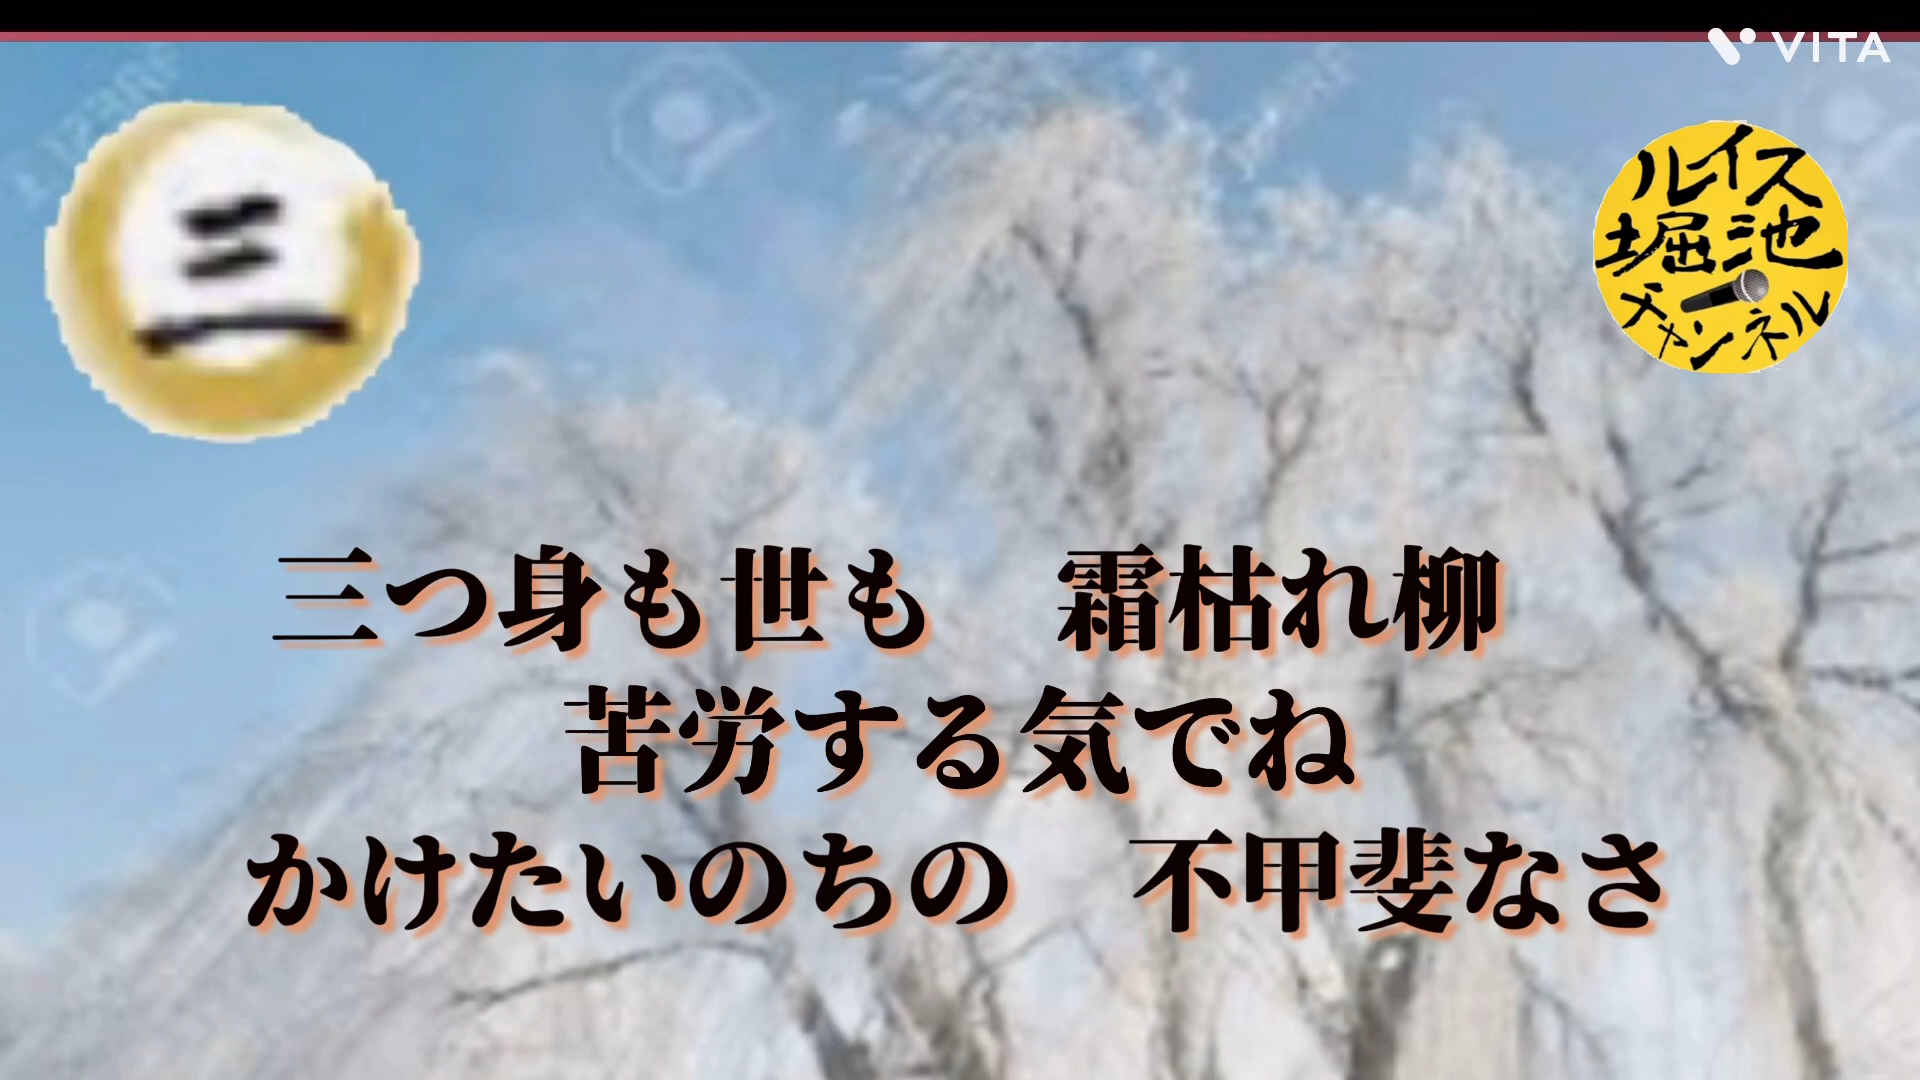 VITA
三
ルイス
堀池
チャンネル
三つ身も世も　霜枯れ柳
苦労する気でね
かけたいのちの　不甲斐なさ